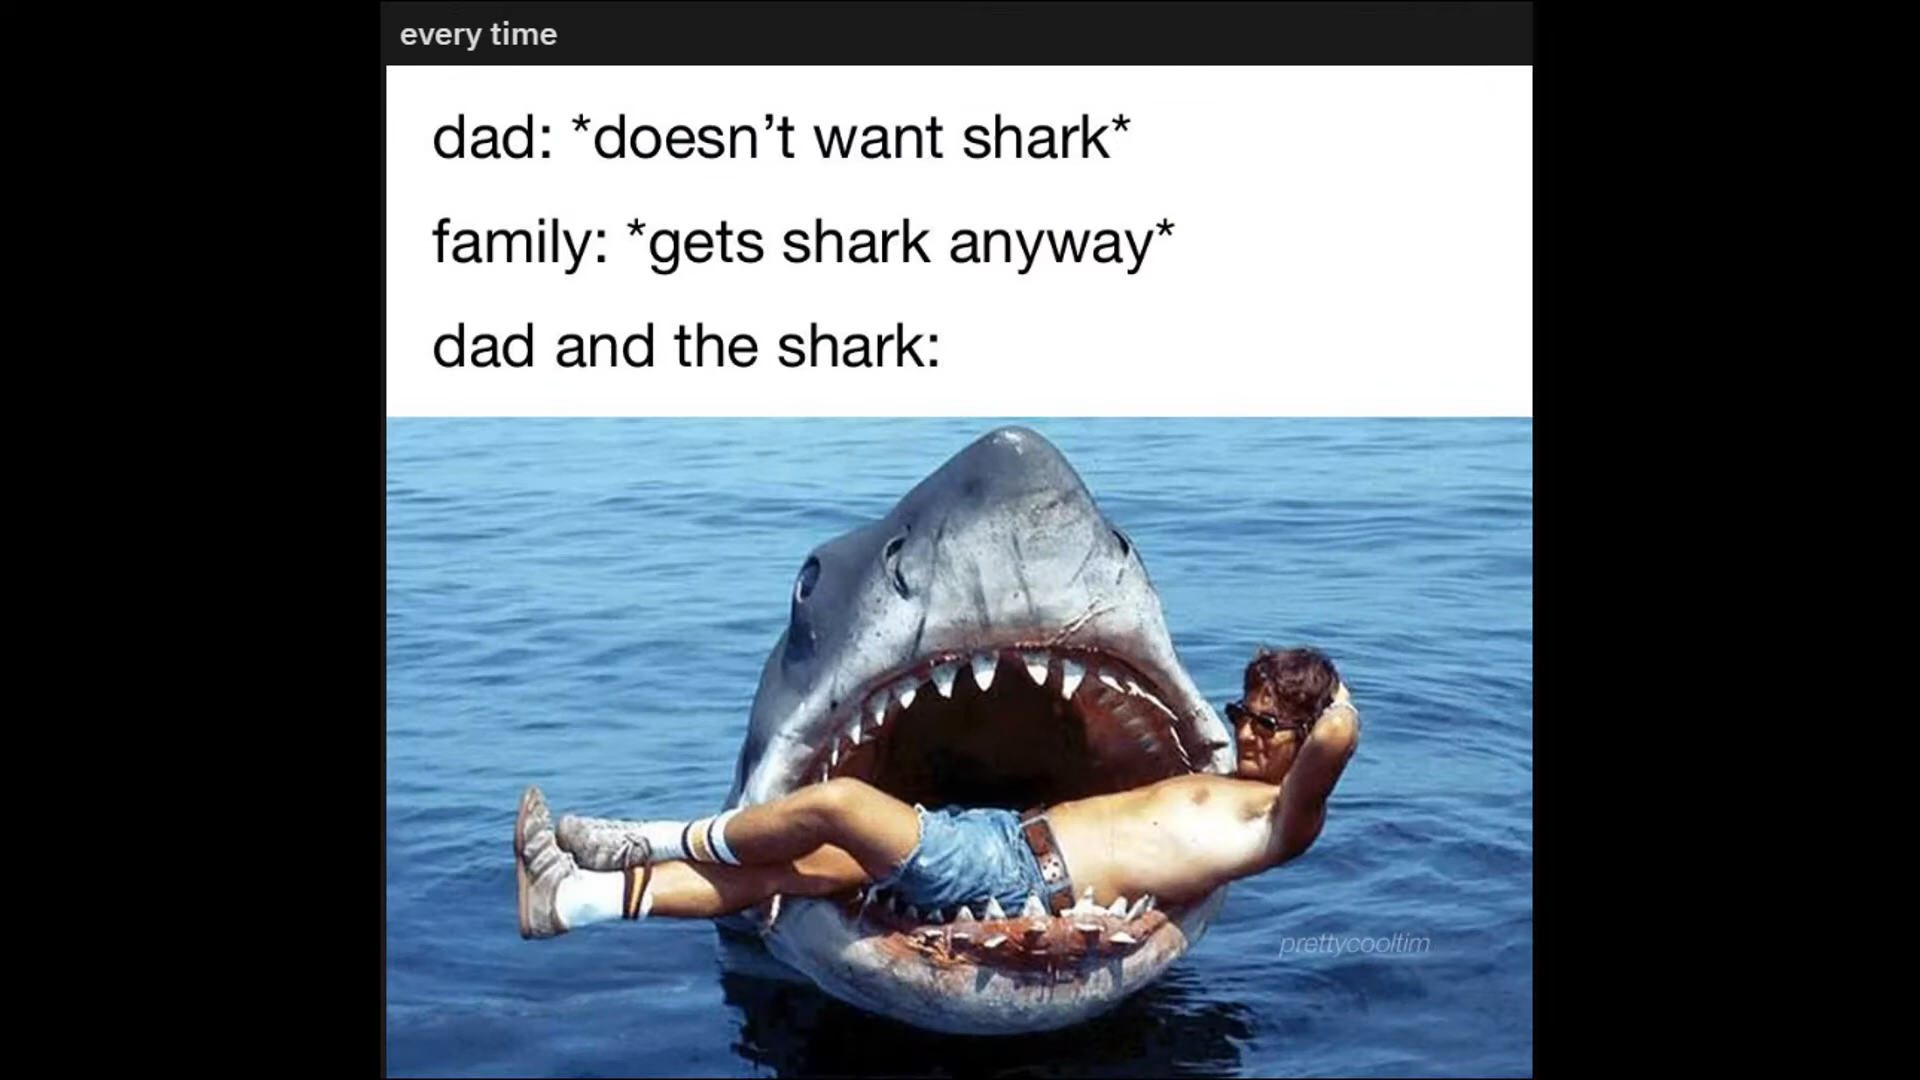 every time
dad: *doesn’t want shark*
family: *gets shark anyway*
dad and the shark:
prettycooltim